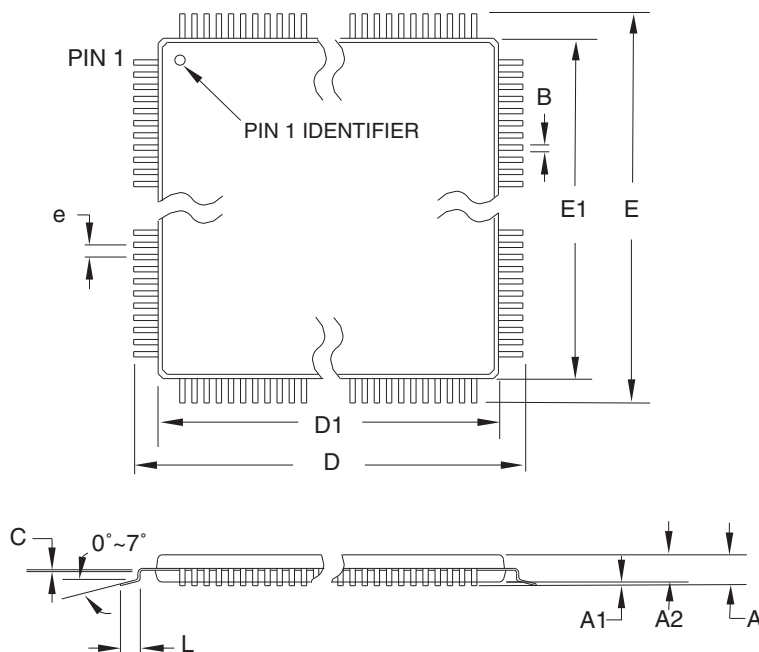 PIN 1
PIN 1 IDENTIFIER
B
e
E1
E
D1
D
C
0°~7°
L
A1
A2
A